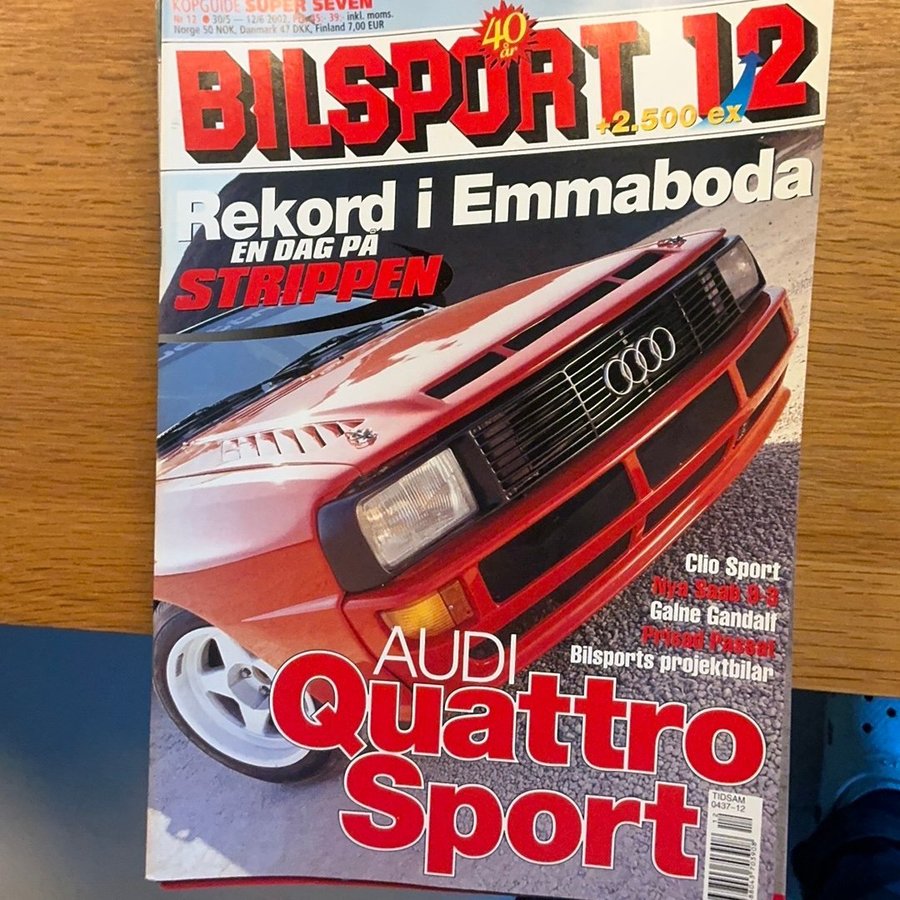 KÖPGUIDE SUPER SEVEN
Nr 12 ● 30/5 — 12/6 2002, 39:- inkl. moms.
Norge 50 NOK, Danmark 47 DKK, Finland 7,00 EUR
40
år
BILSPORT 12
+2.500 ex
Rekord i Emmaboda
EN DAG PÅ
STRIPPEN
Clio Sport
Nya Saab 9-3
Galne Gandalf
Prisad Passat
Bilsports projektbilar
AUDI
Quattro
Sport
TIDSAM
0437-12